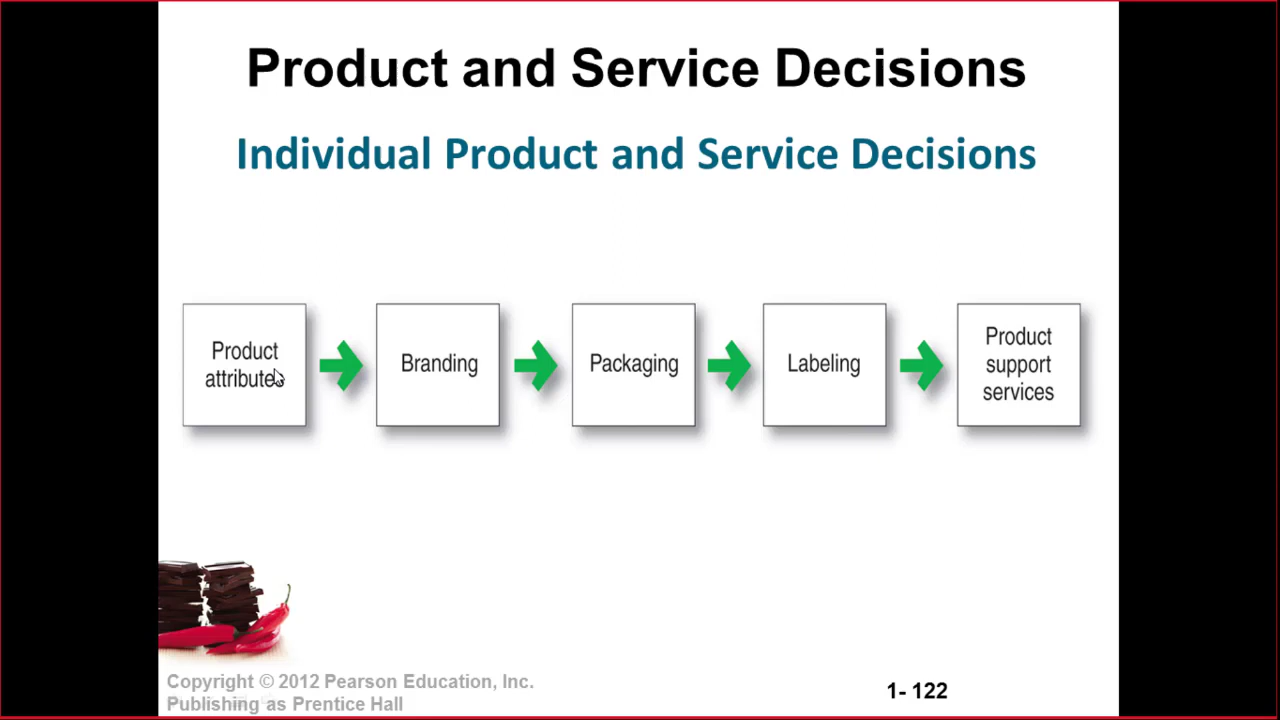 Product and Service Decisions
Individual Product and Service Decisions
Product
attributes
Branding
Packaging
Labeling
Product
support
services
Copyright © 2012 Pearson Education, Inc.
Publishing as Prentice Hall
1- 122